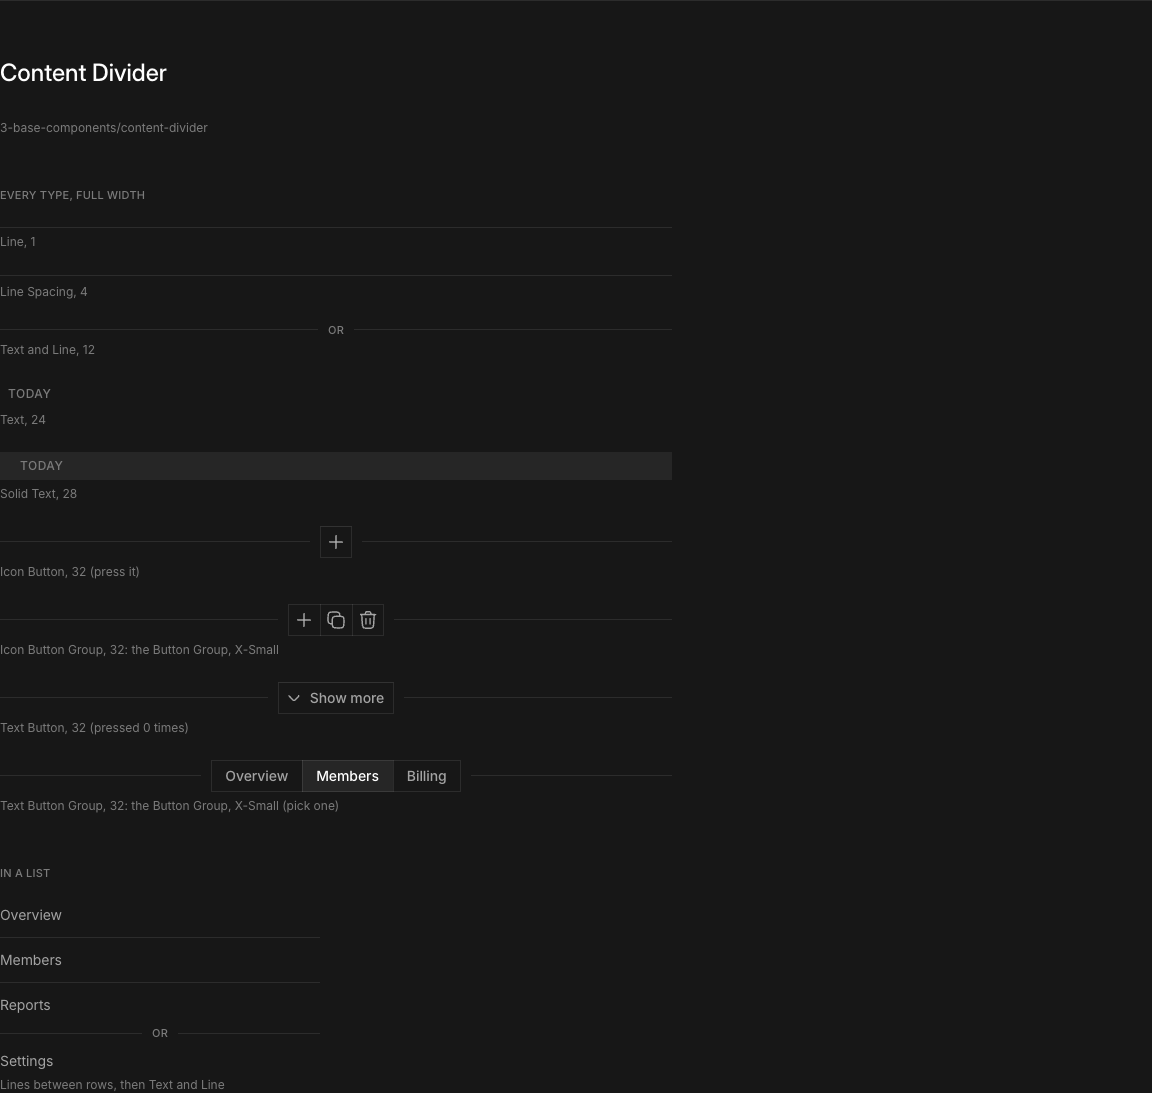 Content Divider
3-base-components/content-divider
EVERY TYPE, FULL WIDTH
Line, 1
Line Spacing, 4
OR
Text and Line, 12
TODAY
Text, 24
TODAY
Solid Text, 28
Icon Button, 32 (press it)
Icon Button Group, 32: the Button Group, X-Small
Show more
Text Button, 32 (pressed 0 times)
Overview Members Billing
Text Button Group, 32: the Button Group, X-Small (pick one)
IN A LIST
Overview
Members
Reports
OR
Settings
Lines between rows, then Text and Line